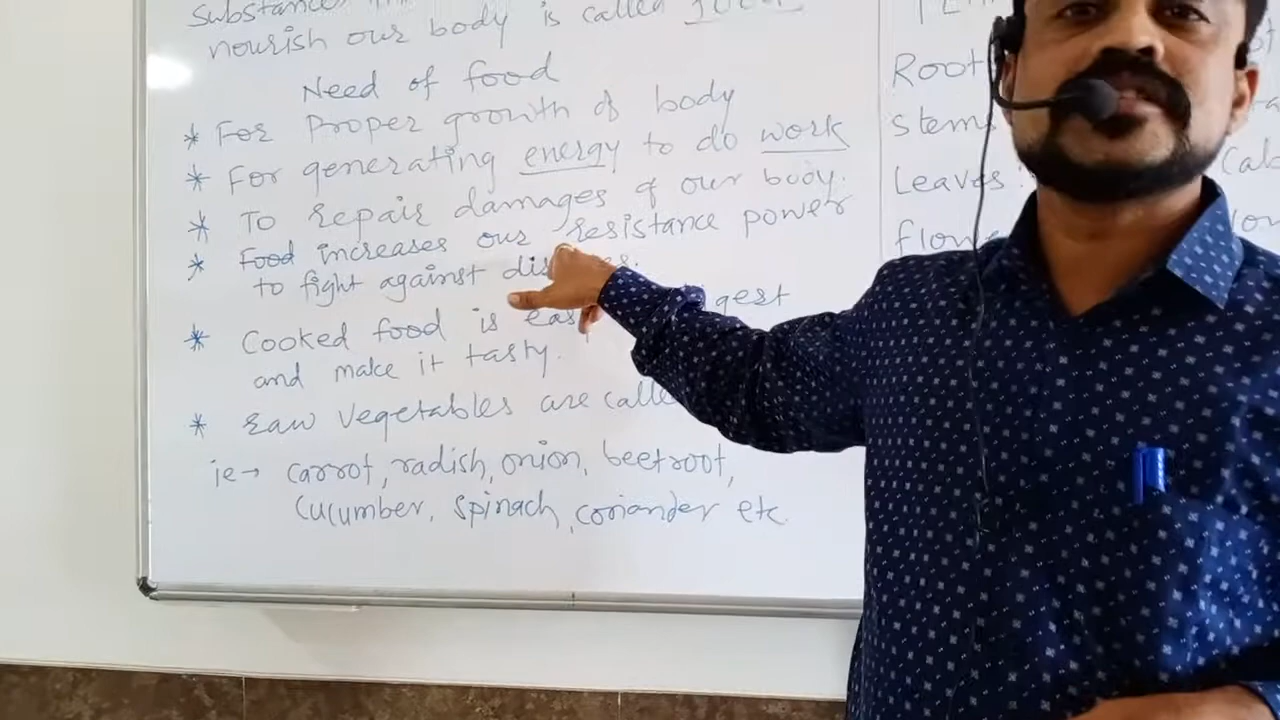 substances
nourish our body is called
Need of food
* For Proper growth of body
* For generating energy to do work
* To repair damages of our body.
* Food increases our resistance power
to fight against
* Cooked food is
and make it tasty.
* Raw vegetables are
ie→ carrot, radish, onion, beetroot,
Cucumber, Spinach, coriander etc.
Root
Stems
Leaves